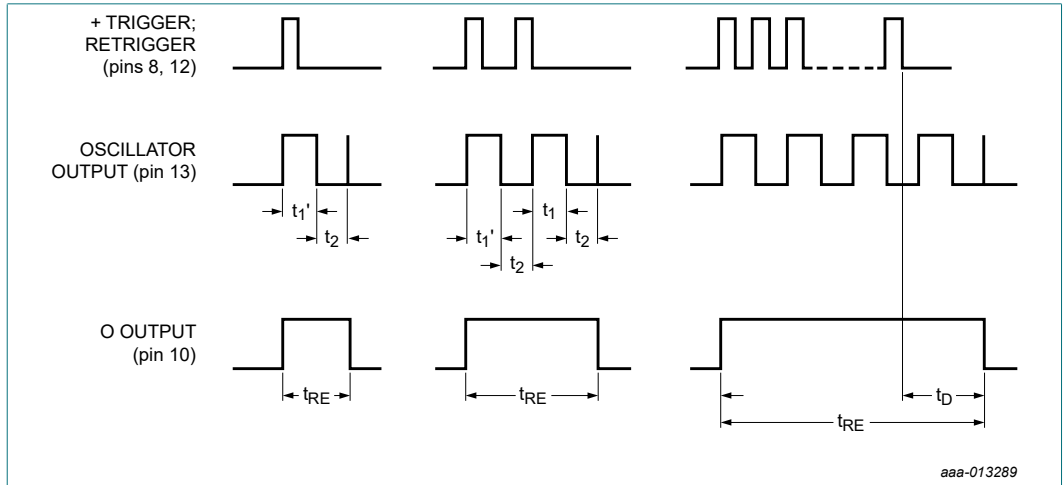 + TRIGGER;
RETRIGGER
(pins 8, 12)
OSCILLATOR
OUTPUT (pin 13)
t1' t1
t2 t1' t2
t2
O OUTPUT
(pin 10)
tRE tRE tD
tRE
aaa-013289